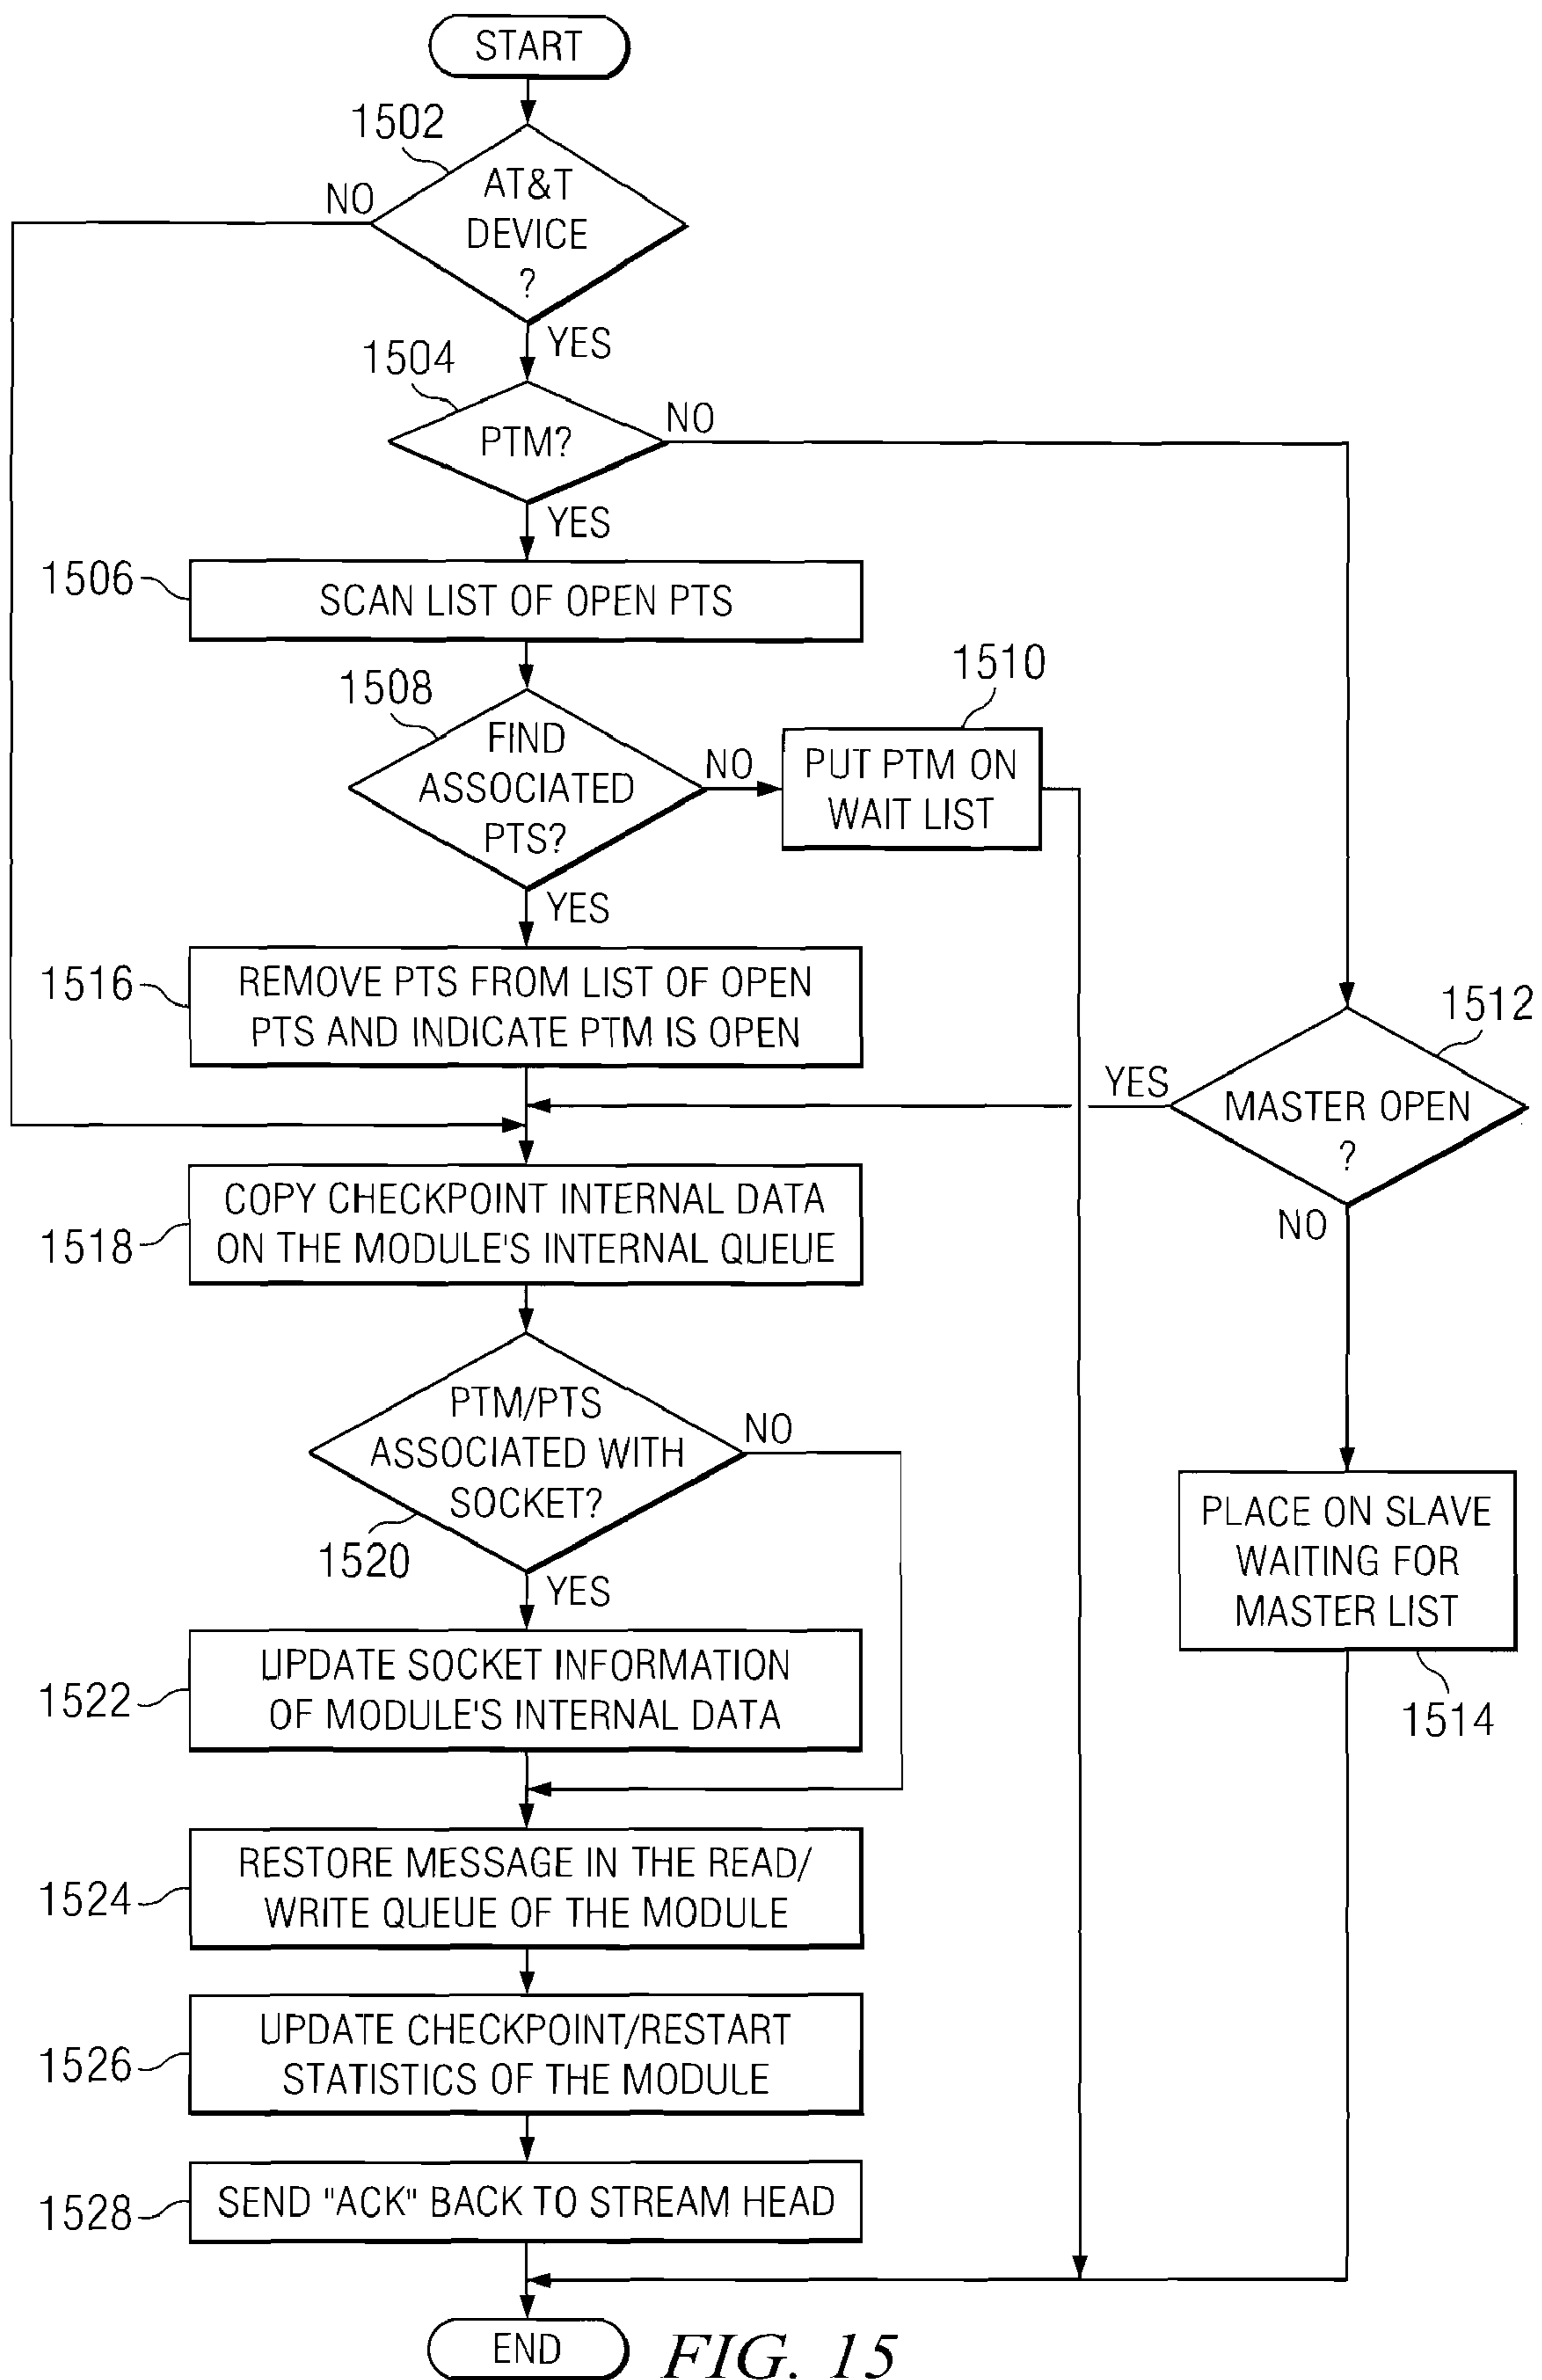 START
1502
NO
AT&T
DEVICE
?
YES
1504
PTM?
NO
YES
1506
SCAN LIST OF OPEN PTS
1508
FIND
ASSOCIATED
PTS?
NO
1510
PUT PTM ON
WAIT LIST
YES
1516
REMOVE PTS FROM LIST OF OPEN
PTS AND INDICATE PTM IS OPEN
1512
YES
MASTER OPEN
?
NO
1518
COPY CHECKPOINT INTERNAL DATA
ON THE MODULE'S INTERNAL QUEUE
PTM/PTS
ASSOCIATED WITH
SOCKET?
NO
1520
YES
PLACE ON SLAVE
WAITING FOR
MASTER LIST
1514
1522
UPDATE SOCKET INFORMATION
OF MODULE'S INTERNAL DATA
1524
RESTORE MESSAGE IN THE READ/
WRITE QUEUE OF THE MODULE
1526
UPDATE CHECKPOINT/RESTART
STATISTICS OF THE MODULE
1528
SEND "ACK" BACK TO STREAM HEAD
END
FIG. 15